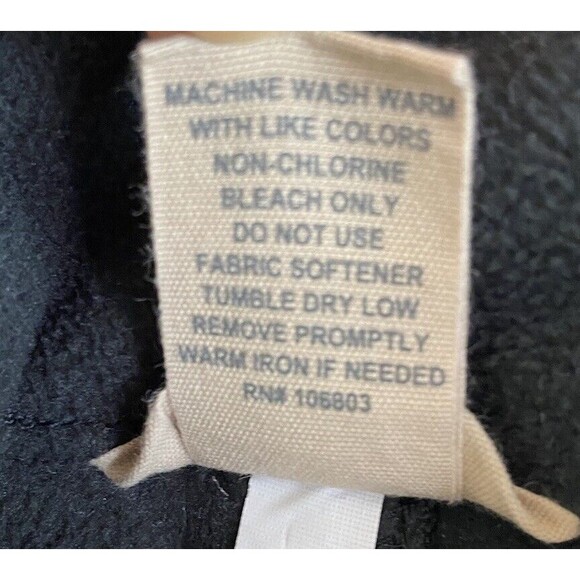 MACHINE WASH WARM
WITH LIKE COLORS
NON-CHLORINE
BLEACH ONLY
DO NOT USE
FABRIC SOFTENER
TUMBLE DRY LOW
REMOVE PROMPTLY
WARM IRON IF NEEDED
RN# 106803